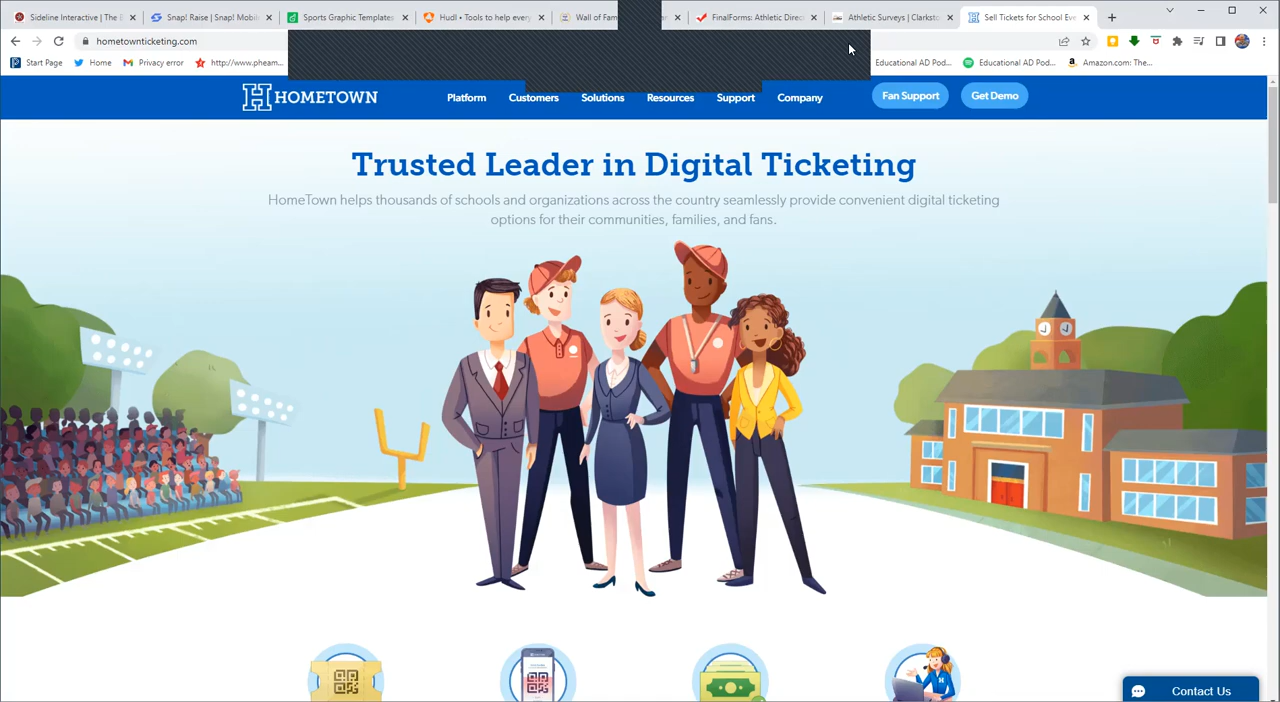 Sideline Interactive | The B
Snap! Raise | Snap! Mobil
Sports Graphic Templates
Hudl • Tools to help every
Wall of Fam
FinalForms: Athletic Direc
Athletic Surveys | Clarksto
Sell Tickets for School Eve
hometownticketing.com
Start Page
Home
Privacy error
http://www.pheam...
Educational AD Pod...
Educational AD Pod...
Amazon.com: The...
HOMETOWN
Platform
Customers
Solutions
Resources
Support
Company
Fan Support
Get Demo
Trusted Leader in Digital Ticketing
HomeTown helps thousands of schools and organizations across the country seamlessly provide convenient digital ticketing
options for their communities, families, and fans.
Contact Us